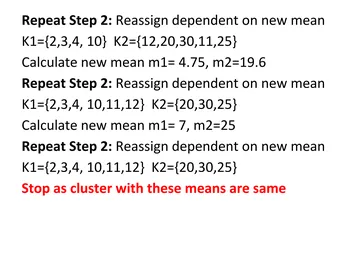 Repeat Step 2: Reassign dependent on new mean
K1={2,3,4, 10}  K2={12,20,30,11,25}
Calculate new mean m1= 4.75, m2=19.6
Repeat Step 2: Reassign dependent on new mean
K1={2,3,4, 10,11,12}  K2={20,30,25}
Calculate new mean m1= 7, m2=25
Repeat Step 2: Reassign dependent on new mean
K1={2,3,4, 10,11,12}  K2={20,30,25}
Stop as cluster with these means are same